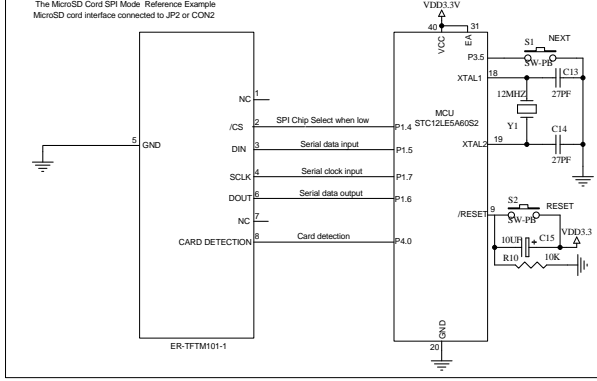 The MicroSD Cord SPI Mode Reference Example
MicroSD cord interface connected to JP2 or CON2
VDD3.3V
40
31
VCC
EA
S1
NEXT
P3.5
SW-PB
XTAL1
18
C13
12MHZ
27PF
Y1
C14
XTAL2
19
27PF
MCU
STC12LE5A60S2
NC
1
/CS
2
SPI Chip Select when low
P1.4
5
GND
DIN
3
Serial data input
P1.5
SCLK
4
Serial clock input
P1.7
DOUT
6
Serial data output
P1.6
NC
7
CARD DETECTION
8
Card detection
P4.0
/RESET
9
S2
RESET
SW-PB
10UF
+
C15
VDD3.3
R10
10K
GND
20
ER-TFTM101-1